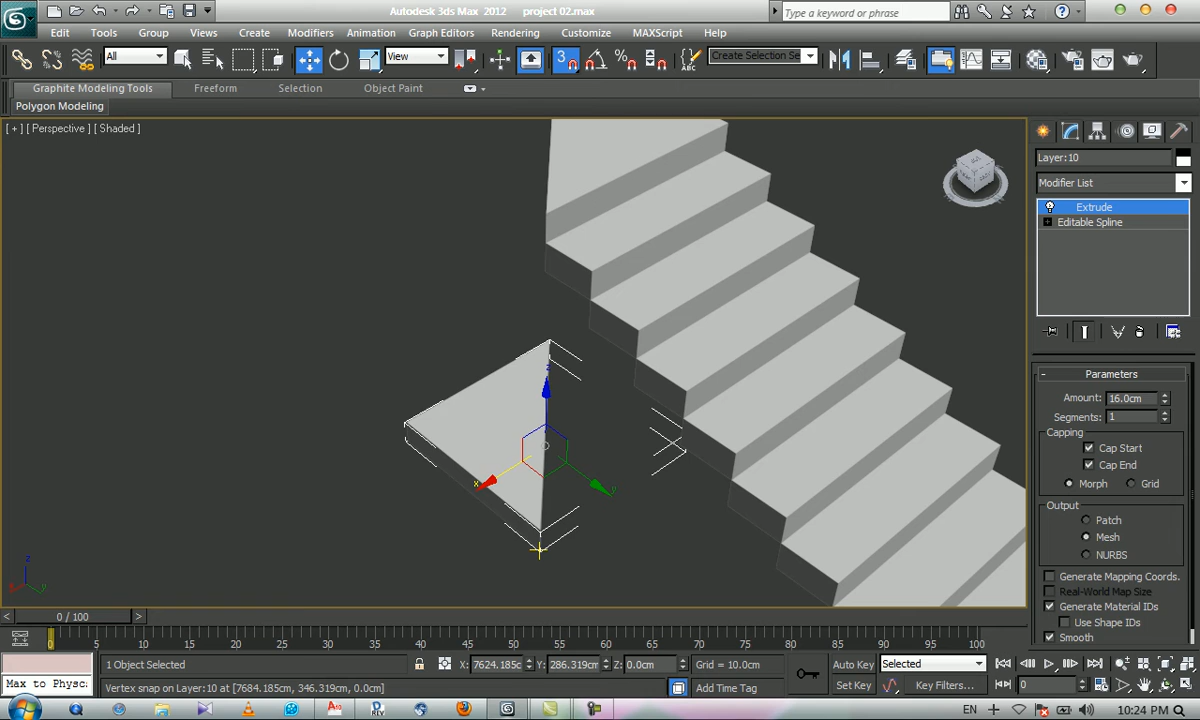 Autodesk 3ds Max 2012 project 02.max
Type a keyword or phrase
Edit Tools Group Views Create Modifiers Animation Graph Editors Rendering Customize MAXScript Help
All View 3 Create Selection Se
Graphite Modeling Tools Freeform Selection Object Paint
Polygon Modeling
[ + ] [ Perspective ] [ Shaded ]
Layer:10
Modifier List
Extrude
Editable Spline
Parameters
Amount: 16.0cm
Segments: 1
Capping
Cap Start
Cap End
Morph Grid
Output
Patch
Mesh
NURBS
Generate Mapping Coords.
Real-World Map Size
Generate Material IDs
Use Shape IDs
Smooth
x y z
z x y
< 0 / 100 >
0 5 10 15 20 25 30 35 40 45 50 55 60 65 70 75 80 85 90 95 100
1 Object Selected X: 7624.185c Y: 286.319cm Z: 0.0cm Grid = 10.0cm Auto Key Selected
Max to Physc: Vertex snap on Layer:10 at [7684.185cm, 346.319cm, 0.0cm] Add Time Tag Set Key Key Filters... 0
EN 10:24 PM